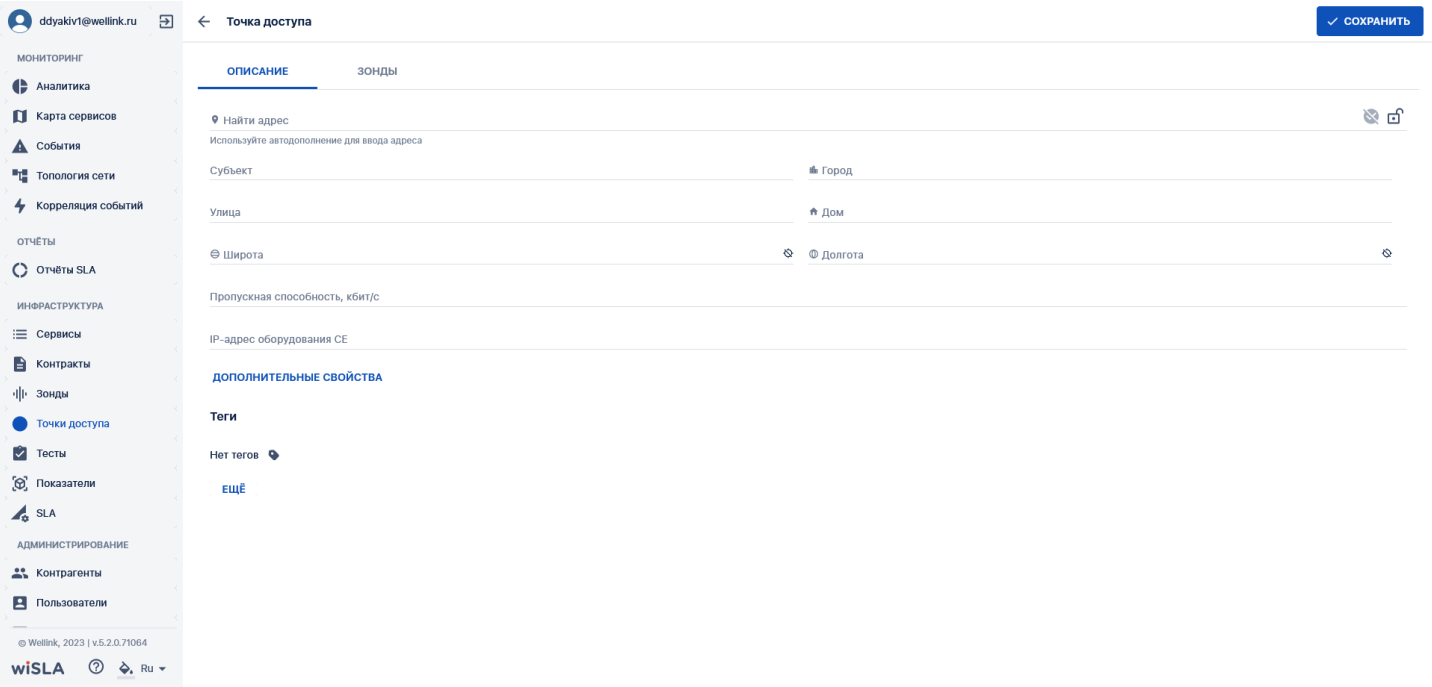 ddyakiv1@wellink.ru
МОНИТОРИНГ
Аналитика
Карта сервисов
События
Топология сети
Корреляция событий
ОТЧЁТЫ
Отчёты SLA
ИНФРАСТРУКТУРА
Сервисы
Контракты
Зонды
Точки доступа
Тесты
Показатели
SLA
АДМИНИСТРИРОВАНИЕ
Контрагенты
Пользователи
© Wellink, 2023 | v.5.2.0.71064
wiSLA
Ru
Точка доступа
СОХРАНИТЬ
ОПИСАНИЕ ЗОНДЫ
Найти адрес
Используйте автодополнение для ввода адреса
Субъект Город
Улица Дом
Широта Долгота
Пропускная способность, кбит/с
IP-адрес оборудования CE
ДОПОЛНИТЕЛЬНЫЕ СВОЙСТВА
Теги
Нет тегов
ЕЩЁ